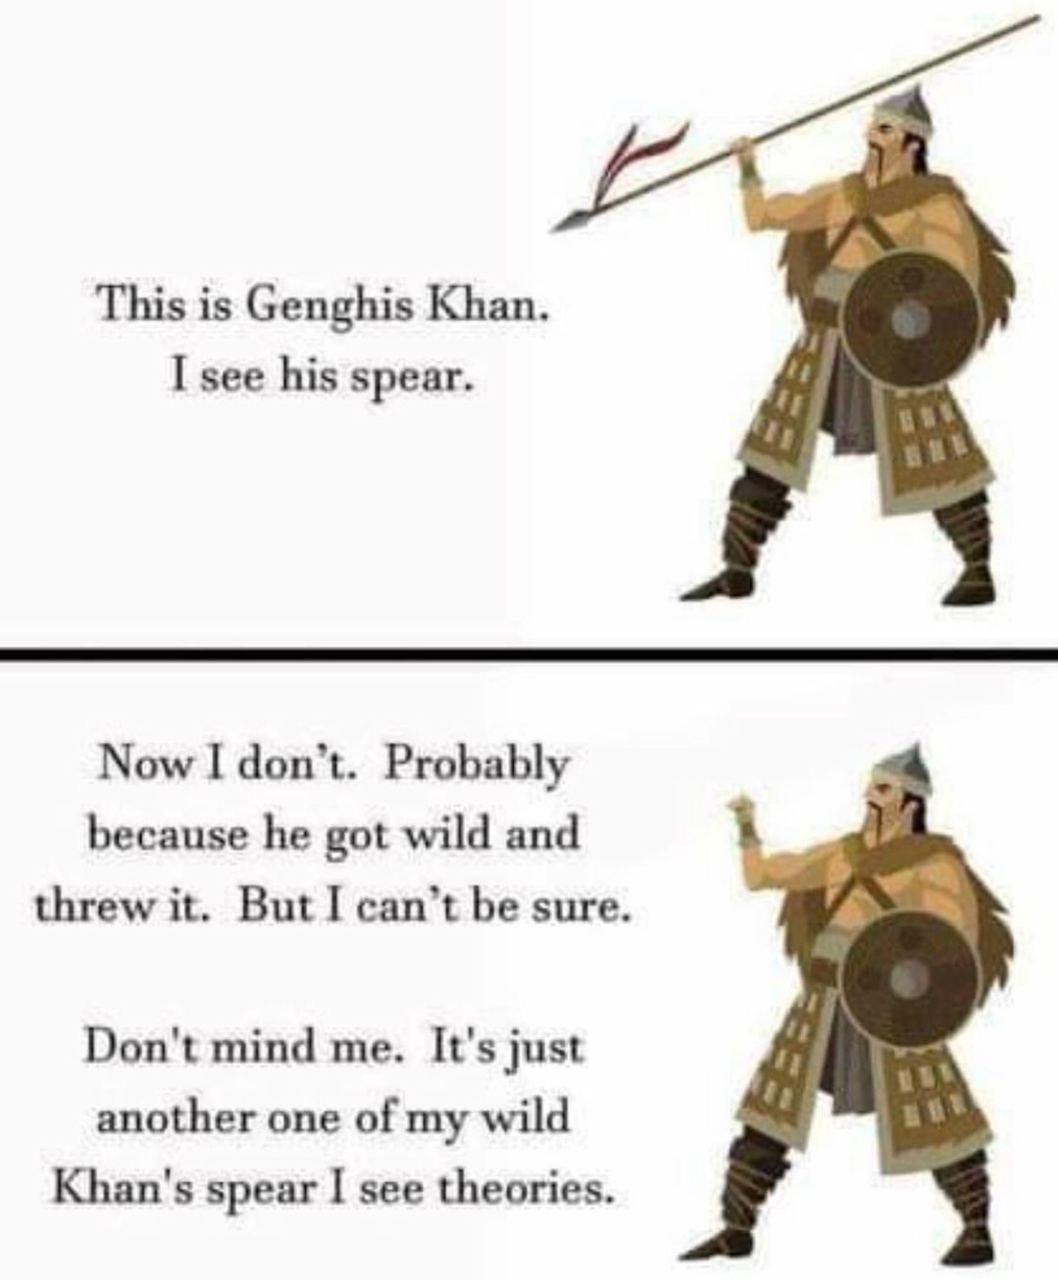 This is Genghis Khan.
I see his spear.
Now I don't.  Probably
because he got wild and
threw it.  But I can't be sure.
Don't mind me.  It's just
another one of my wild
Khan's spear I see theories.